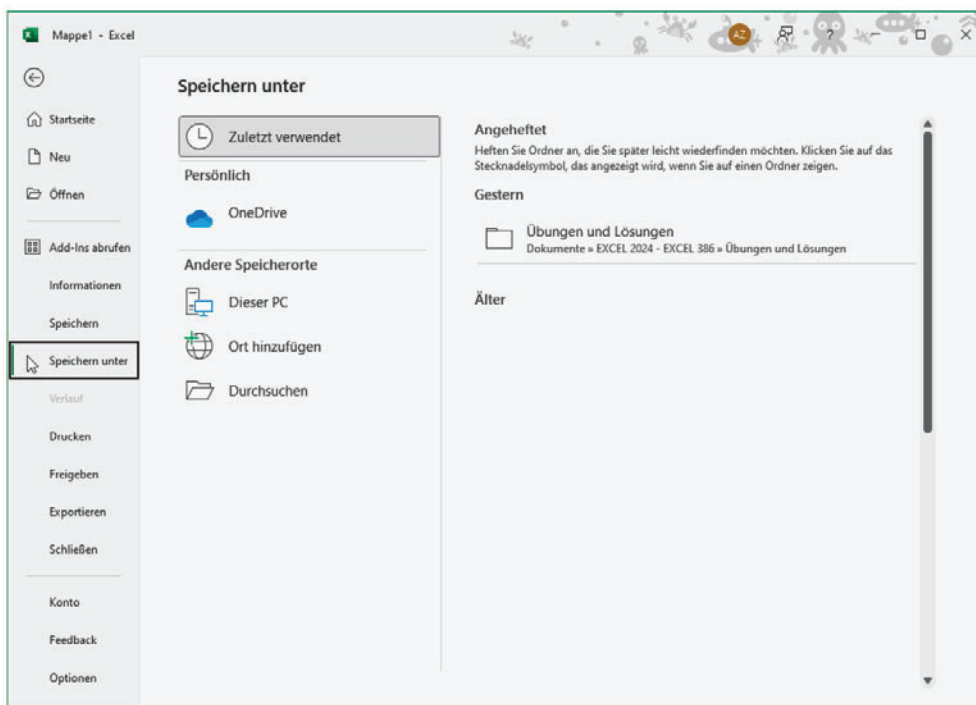 Mappe1 - Excel
AZ
?
Startseite
Neu
Öffnen
Add-Ins abrufen
Informationen
Speichern
Speichern unter
Verlauf
Drucken
Freigeben
Exportieren
Schließen
Konto
Feedback
Optionen
Speichern unter
Zuletzt verwendet
Persönlich
OneDrive
Andere Speicherorte
Dieser PC
Ort hinzufügen
Durchsuchen
Angeheftet
Heften Sie Ordner an, die Sie später leicht wiederfinden möchten. Klicken Sie auf das
Stecknadelsymbol, das angezeigt wird, wenn Sie auf einen Ordner zeigen.
Gestern
Übungen und Lösungen
Dokumente » EXCEL 2024 - EXCEL 386 » Übungen und Lösungen
Älter